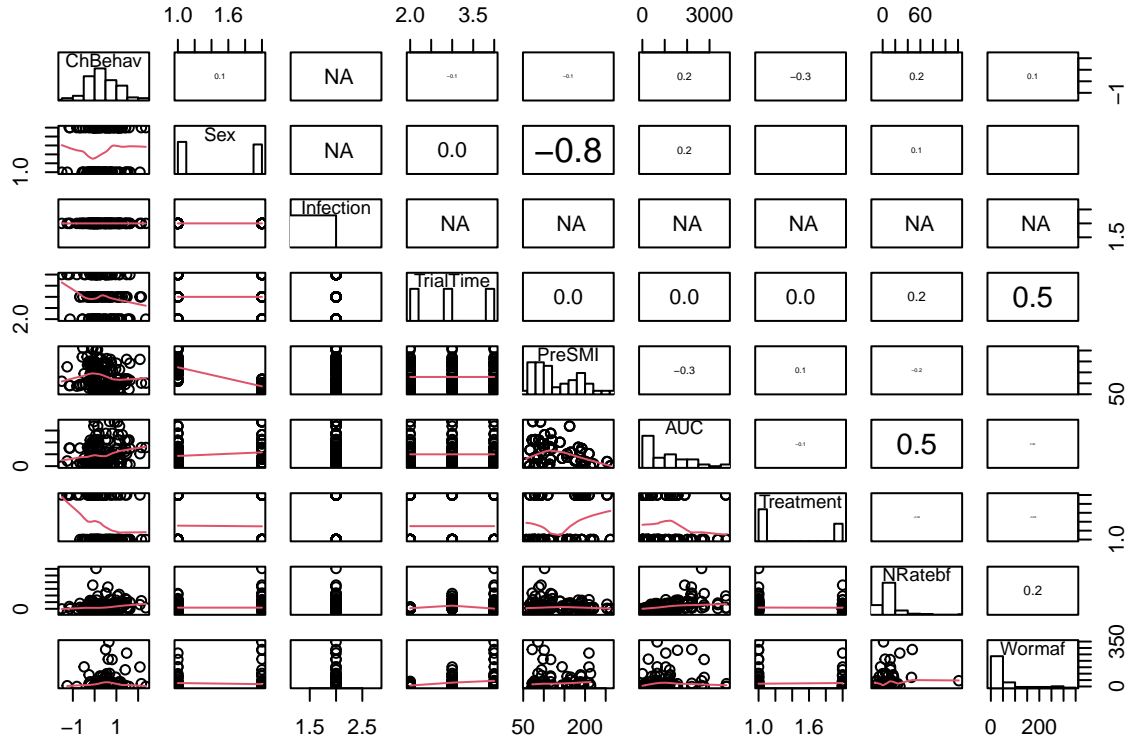 1.0 1.6 2.0 3.5 0 3000 0 60
ChBehav 0.1 NA −0.1 −0.1 0.2 −0.3 0.2 0.1 −1
1.0 Sex NA 0.0 −0.8 0.2 0.1
Infection NA NA NA NA NA NA 1.5
2.0 TrialTime 0.0 0.0 0.0 0.2 0.5
PreSMI −0.3 0.1 −0.2 50
0 AUC −0.1 0.5
Treatment 1.0
0 NRatebf 0.2
Wormaf 0 350
−1 1 1.5 2.5 50 200 1.0 1.6 0 200